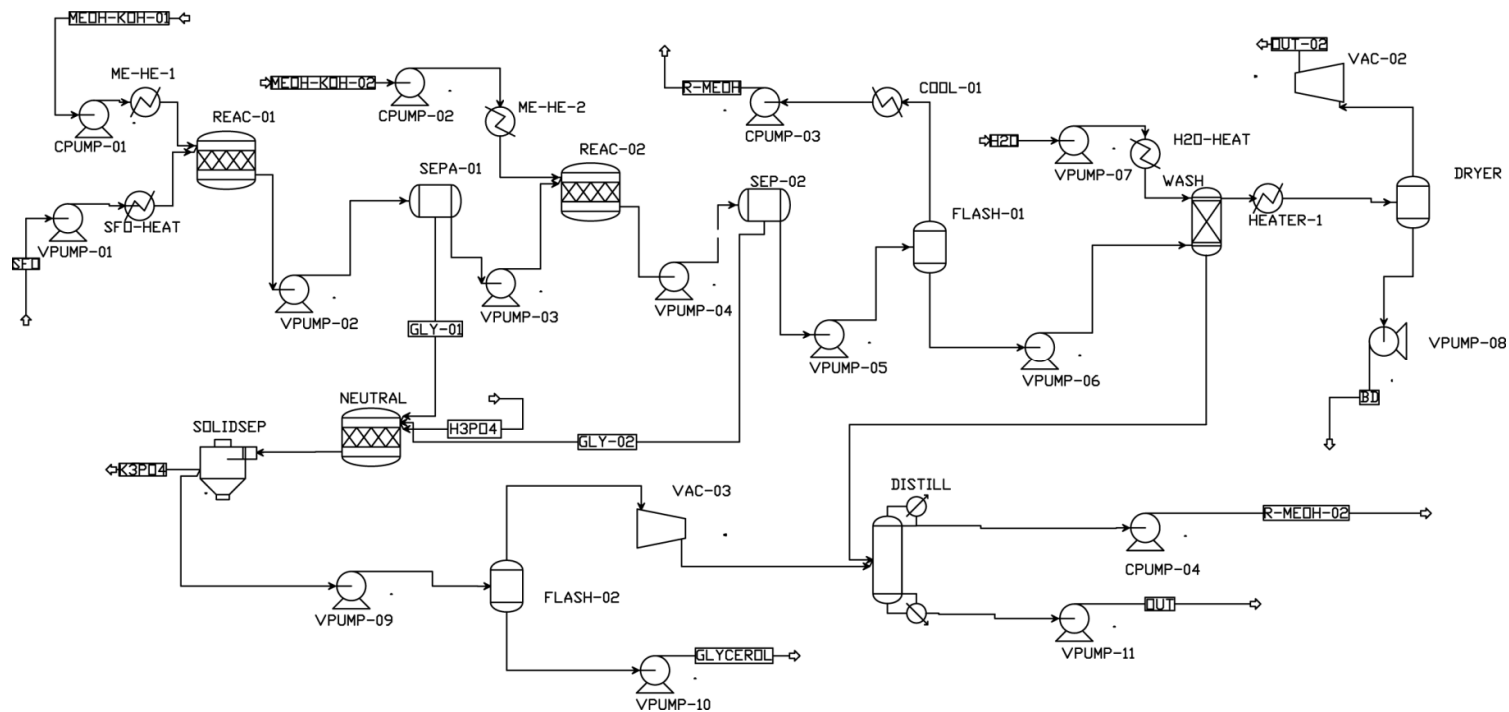 MEOH-KOH-01
ME-HE-1
CPUMP-01
REAC-01
SFO-HEAT
VPUMP-01
SFO
MEOH-KOH-02
CPUMP-02
ME-HE-2
SEPA-01
REAC-02
VPUMP-02
VPUMP-03
VPUMP-04
GLY-01
R-MEOH
CPUMP-03
COOL-01
SEP-02
FLASH-01
VPUMP-05
VPUMP-06
H2O
VPUMP-07
H2O-HEAT
WASH
HEATER-1
OUT-02
VAC-02
DRYER
VPUMP-08
BD
NEUTRAL
H3PO4
GLY-02
SOLIDSEP
K3PO4
VPUMP-09
FLASH-02
VAC-03
GLYCEROL
VPUMP-10
DISTILL
R-MEOH-02
CPUMP-04
OUT
VPUMP-11